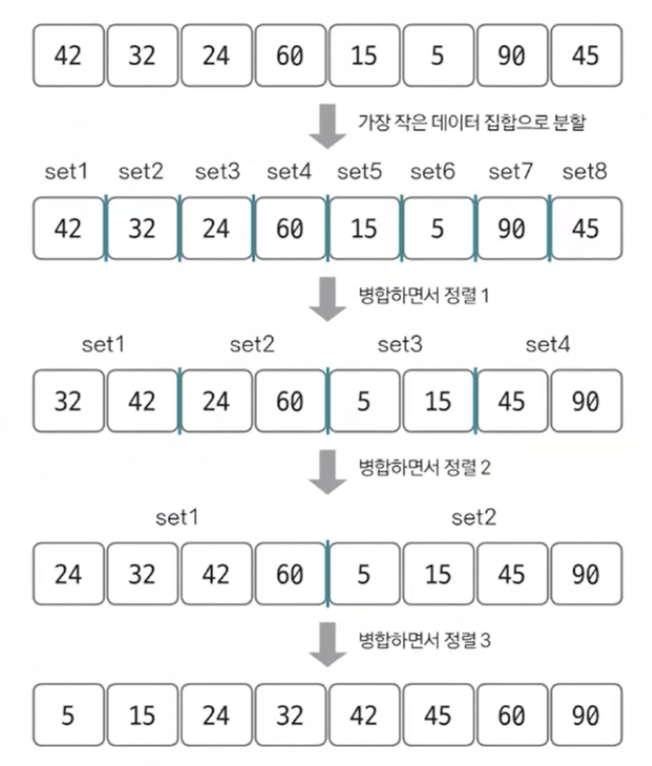 42 32 24 60 15 5 90 45
가장 작은 데이터 집합으로 분할
set1 set2 set3 set4 set5 set6 set7 set8
42 32 24 60 15 5 90 45
병합하면서 정렬 1
set1 set2 set3 set4
32 42 24 60 5 15 45 90
병합하면서 정렬 2
set1 set2
24 32 42 60 5 15 45 90
병합하면서 정렬 3
5 15 24 32 42 45 60 90